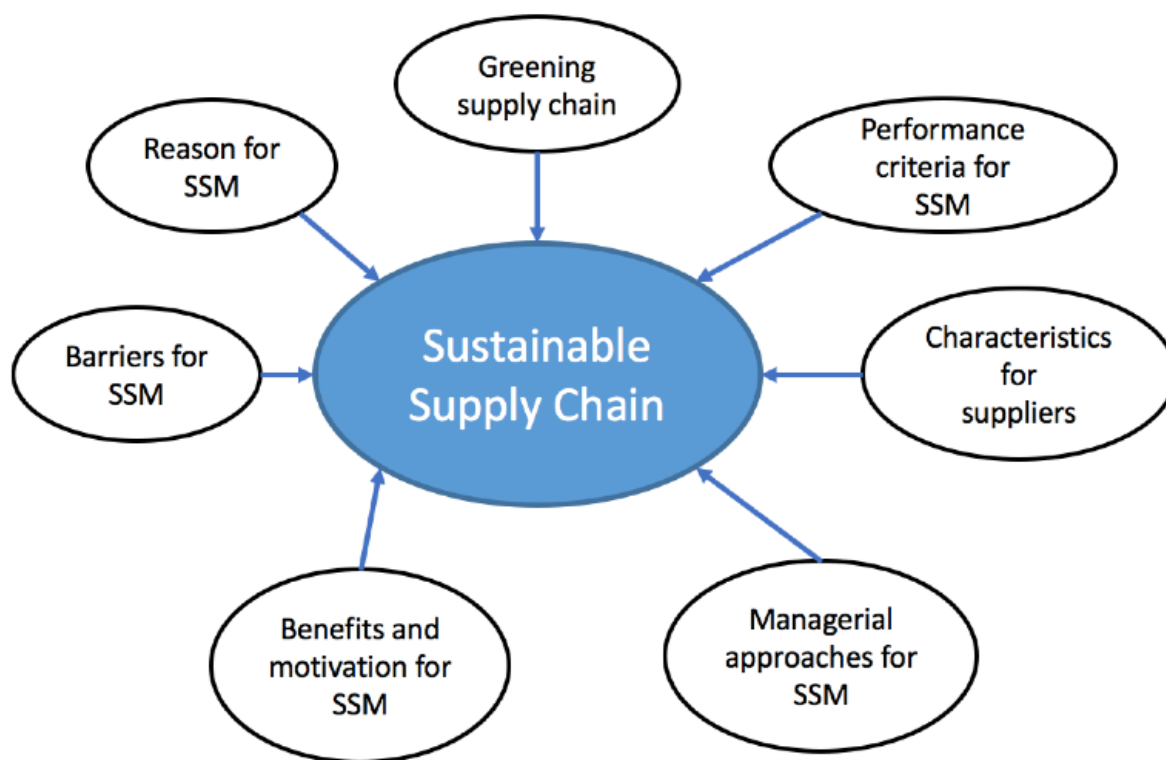 Greening
supply chain
Reason for
SSM
Performance
criteria for
SSM
Barriers for
SSM
Sustainable
Supply Chain
Characteristics
for
suppliers
Benefits and
motivation for
SSM
Managerial
approaches for
SSM